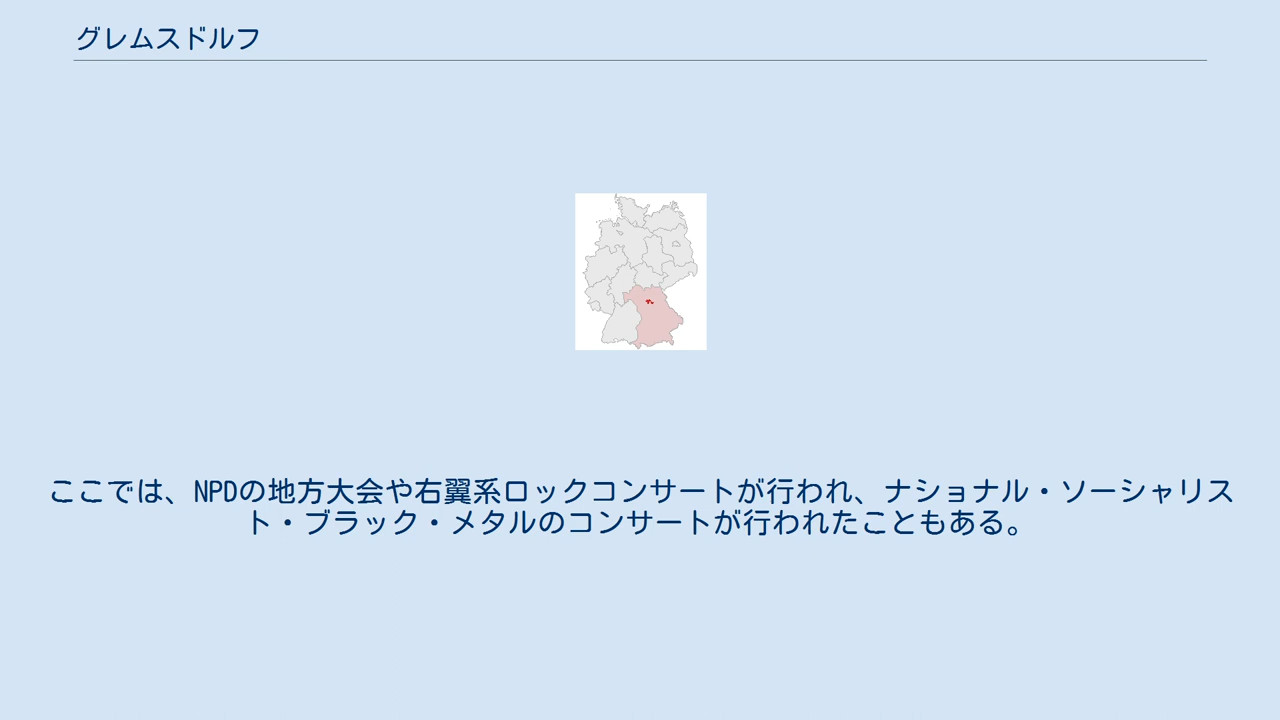 グレムスドルフ
ここでは、NPDの地方大会や右翼系ロックコンサートが行われ、ナショナル・ソーシャリス
ト・ブラック・メタルのコンサートが行われたこともある。